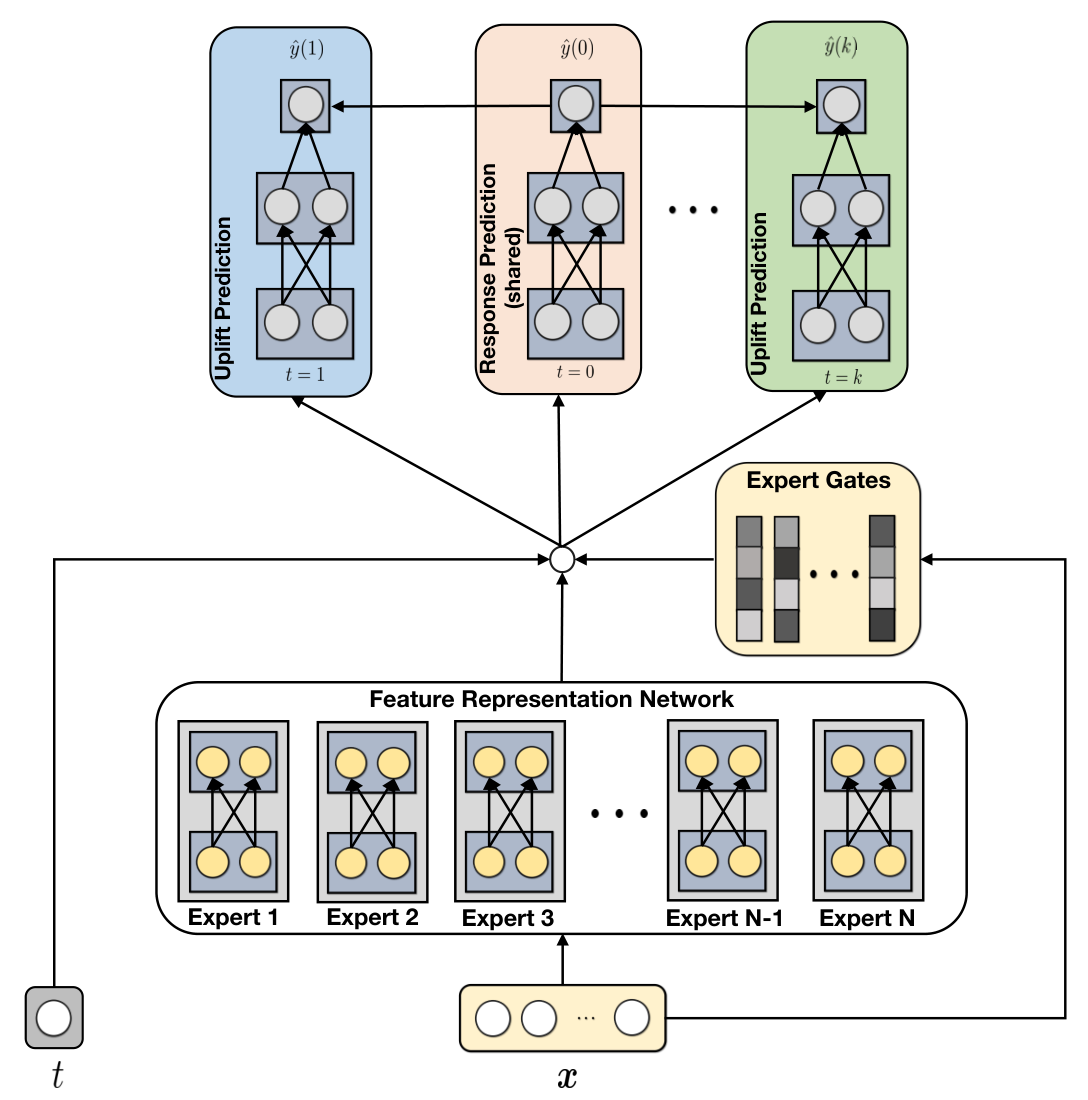 ŷ(1)
ŷ(0)
ŷ(k)
Uplift Prediction
Response Prediction
(shared)
Uplift Prediction
• • •
t = 1
t = 0
t = k
Expert Gates
• • •
Feature Representation Network
• • •
Expert 1
Expert 2
Expert 3
Expert N-1
Expert N
...
t
x